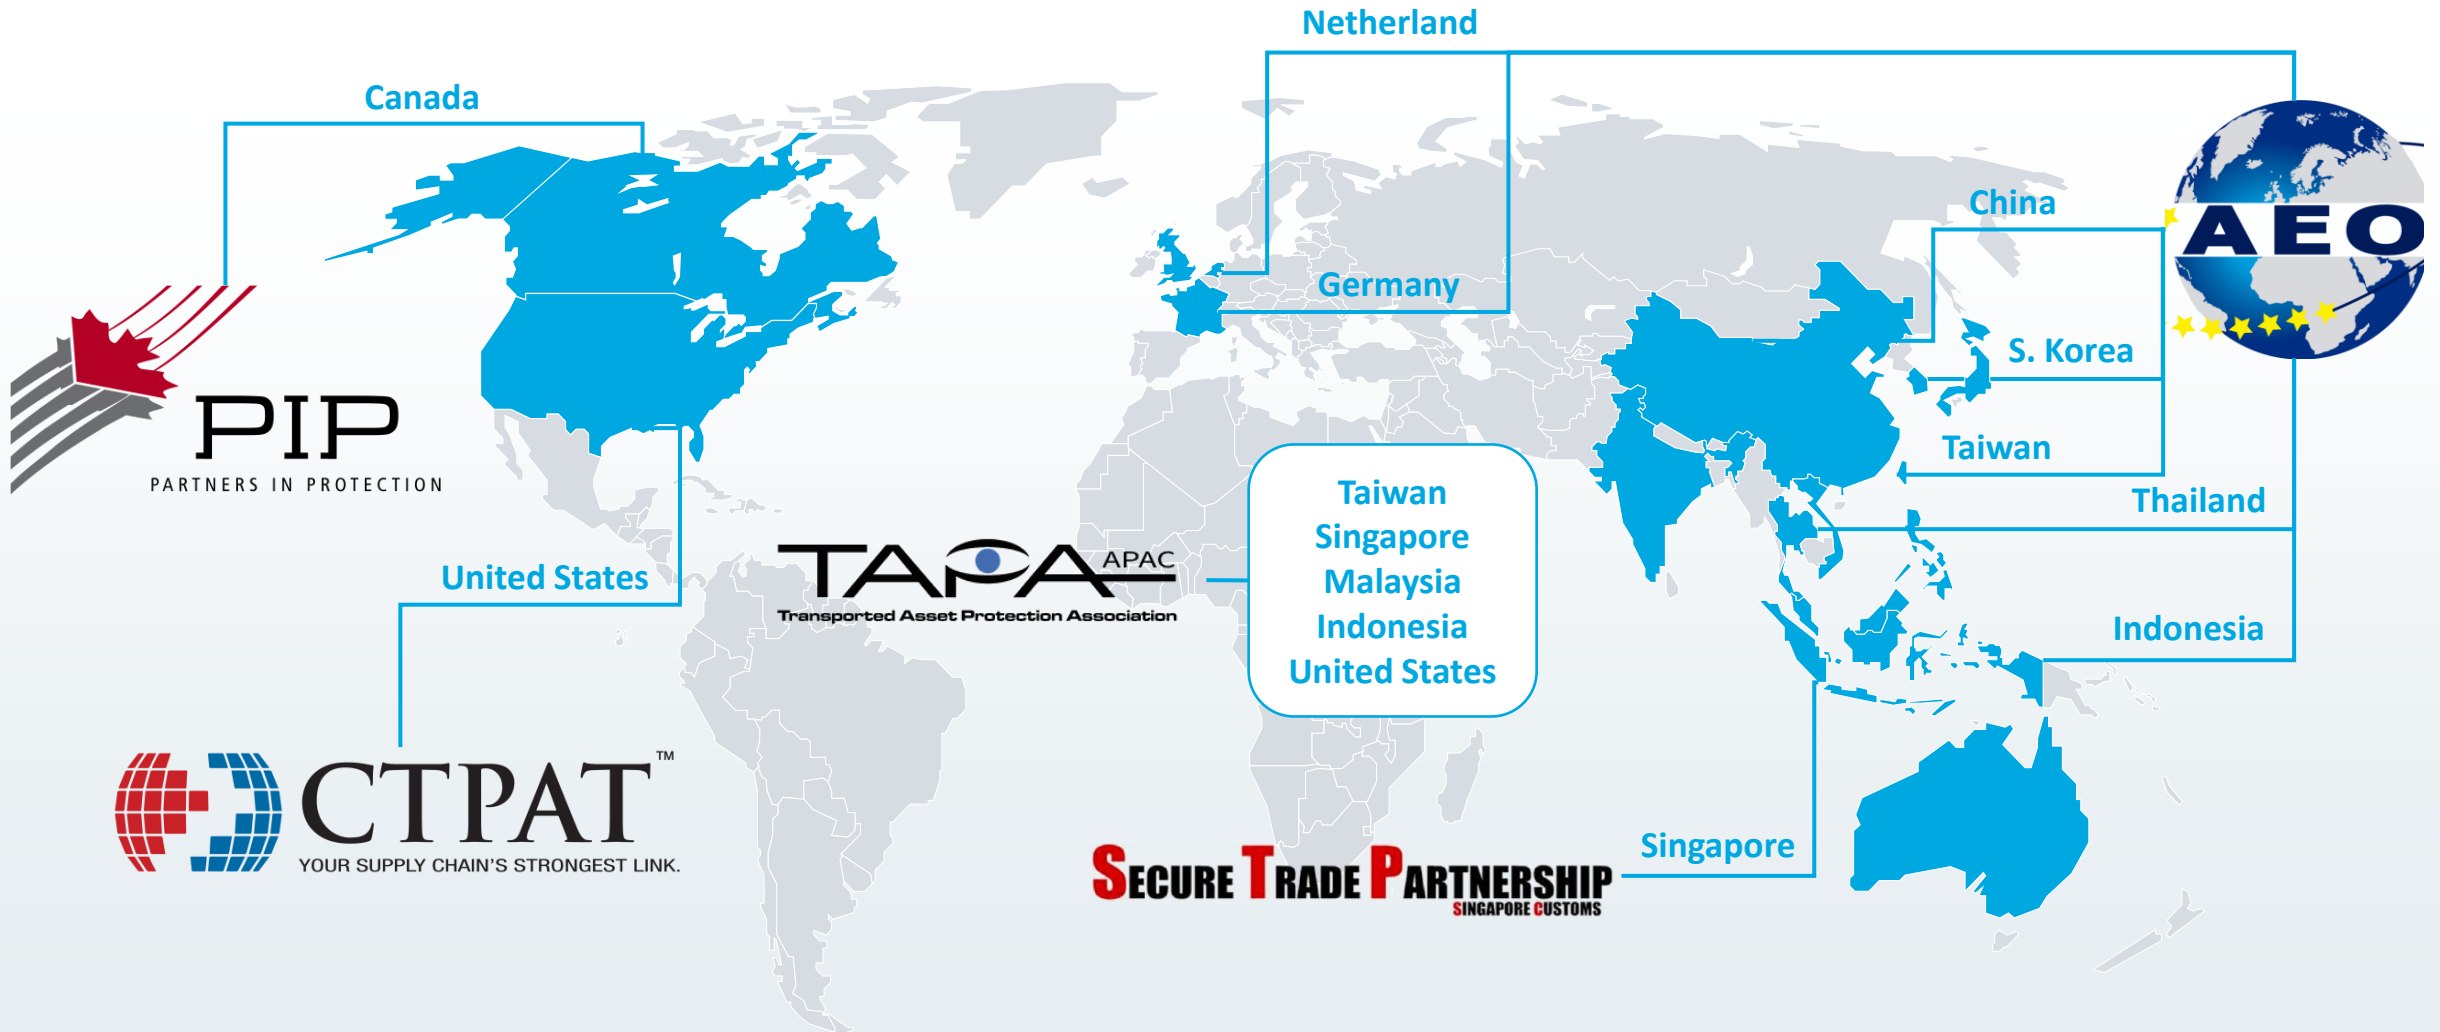 Netherland
Canada
China
AEO
Germany
S. Korea
PIP
PARTNERS IN PROTECTION
Taiwan
Thailand
Taiwan
Singapore
Malaysia
Indonesia
United States
TAPA APAC
Transported Asset Protection Association
United States
Indonesia
CTPAT™
YOUR SUPPLY CHAIN'S STRONGEST LINK.
Singapore
SECURE TRADE PARTNERSHIP
SINGAPORE CUSTOMS